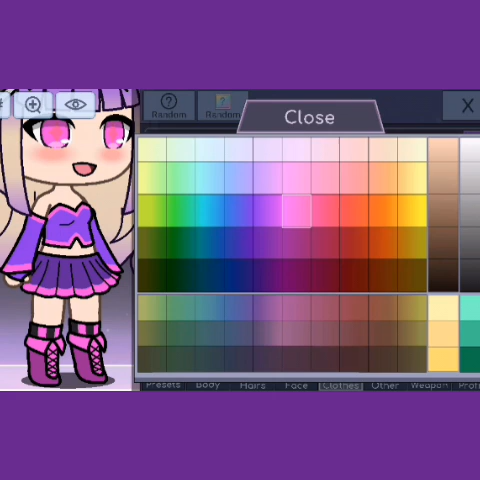 Random
Random
Close
X
Presets
Body
Hairs
Face
Clothes
Other
Weapon